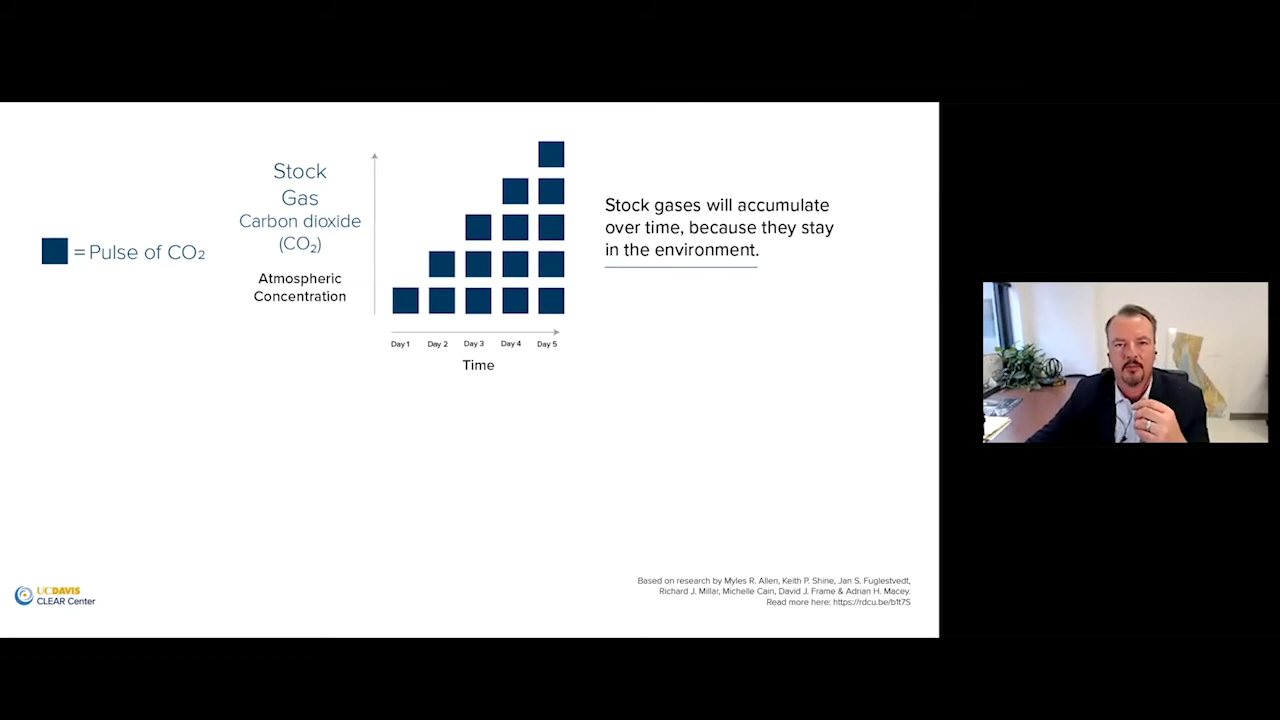 Stock
Gas
Carbon dioxide
(CO₂)
= Pulse of CO₂
Atmospheric
Concentration
Day 1 Day 2 Day 3 Day 4 Day 5
Time
Stock gases will accumulate
over time, because they stay
in the environment.
UCDAVIS
CLEAR Center
Based on research by Myles R. Allen, Keith P. Shine, Jan S. Fuglestvedt,
Richard J. Millar, Michelle Cain, David J. Frame & Adrian H. Macey.
Read more here: https://rdcu.be/b1t7S